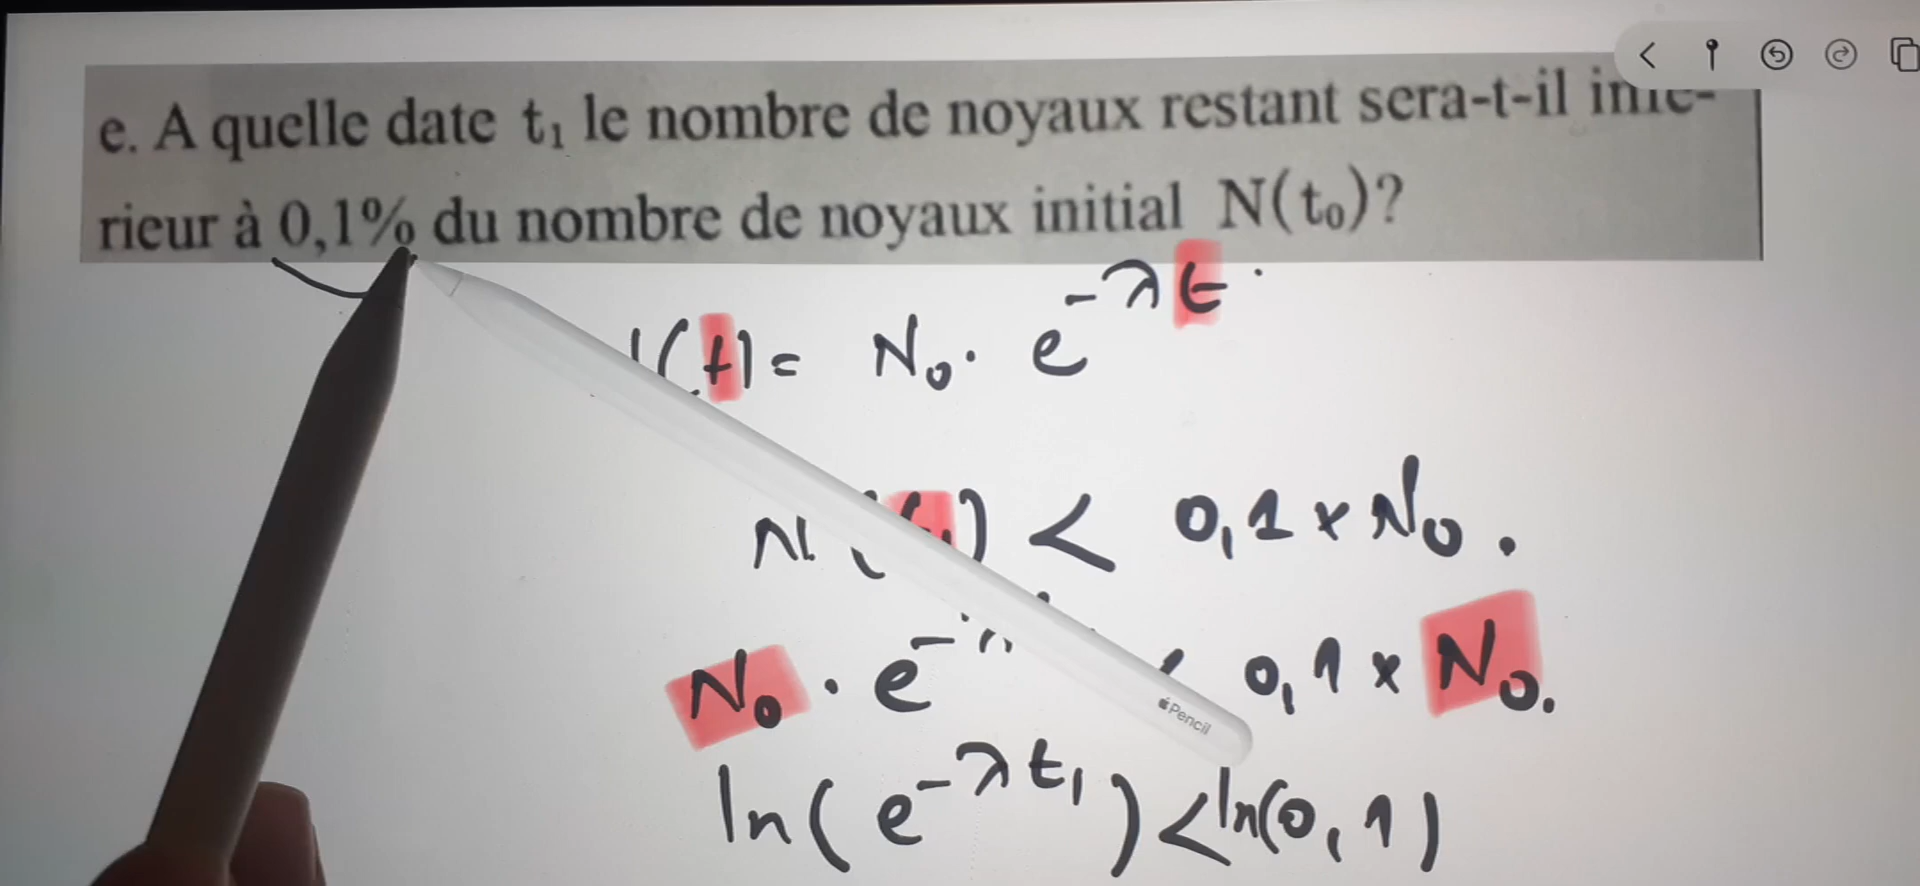 e. A quelle date t₁ le nombre de noyaux restant sera-t-il infé-
rieur à 0,1% du nombre de noyaux initial N(t₀)?
(t) = N₀. e^-λt.
N(t₁) < 0,1 × N₀.
N₀ . e^-λ < 0,1 × N₀.
Pencil
ln(e^-λt₁) < ln(0,1)